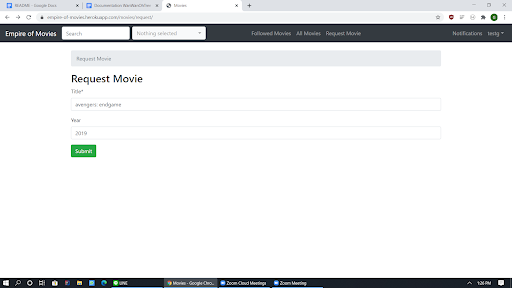 README - Google Docs
Movies
empire-of-movies.herokuapp.com/movies/request/
Empire of Movies
Search
Nothing selected
Followed Movies
All Movies
Request Movie
Notifications
testg
Request Movie
Request Movie
Title*
avengers: endgame
Year
2019
Submit
LINE
Movies - Google Chro...
Zoom Cloud Meetings
Zoom Meeting
1:26 PM